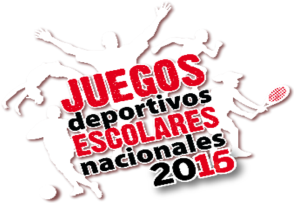 JUEGOS
deportivos
ESCOLARES
nacionales
2016